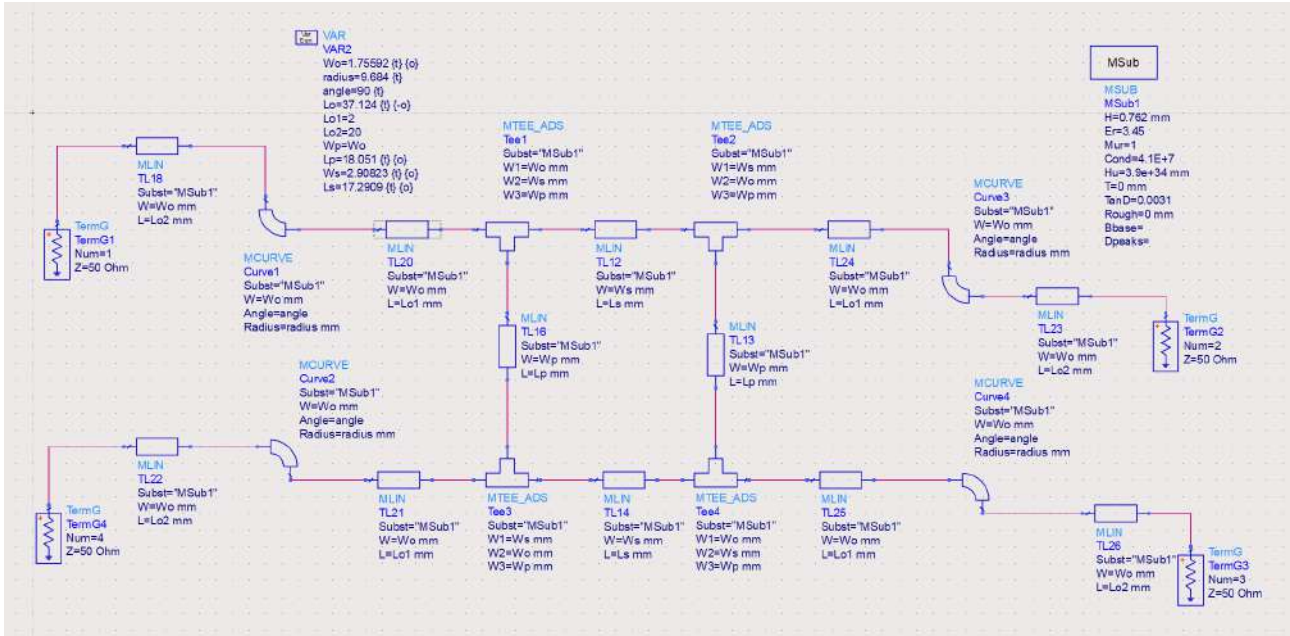 Var
Eqn
VAR
VAR2
Wo=1.75592 {t} {o}
radius=9.684 {t}
angle=90 {t}
Lo=37.124 {t} {-o}
Lo1=2
Lo2=20
Wp=Wo
Lp=18.051 {t} {o}
Ws=2.90823 {t} {o}
Ls=17.2909 {t} {o}
MSub
MSUB
MSub1
H=0.762 mm
Er=3.45
Mur=1
Cond=4.1E+7
Hu=3.9e+34 mm
T=0 mm
TanD=0.0031
Rough=0 mm
Bbase=
Dpeaks=
MTEE_ADS
Tee1
Subst="MSub1"
W1=Wo mm
W2=Ws mm
W3=Wp mm
MTEE_ADS
Tee2
Subst="MSub1"
W1=Ws mm
W2=Wo mm
W3=Wp mm
MLIN
TL18
Subst="MSub1"
W=Wo mm
L=Lo2 mm
TermG
TermG1
Num=1
Z=50 Ohm
MCURVE
Curve1
Subst="MSub1"
W=Wo mm
Angle=angle
Radius=radius mm
MLIN
TL20
Subst="MSub1"
W=Wo mm
L=Lo1 mm
MLIN
TL12
Subst="MSub1"
W=Ws mm
L=Ls mm
MLIN
TL24
Subst="MSub1"
W=Wo mm
L=Lo1 mm
MCURVE
Curve3
Subst="MSub1"
W=Wo mm
Angle=angle
Radius=radius mm
MLIN
TL23
Subst="MSub1"
W=Wo mm
L=Lo2 mm
TermG
TermG2
Num=2
Z=50 Ohm
MLIN
TL16
Subst="MSub1"
W=Wp mm
L=Lp mm
MLIN
TL13
Subst="MSub1"
W=Wp mm
L=Lp mm
MCURVE
Curve2
Subst="MSub1"
W=Wo mm
Angle=angle
Radius=radius mm
MCURVE
Curve4
Subst="MSub1"
W=Wo mm
Angle=angle
Radius=radius mm
MLIN
TL22
Subst="MSub1"
W=Wo mm
L=Lo2 mm
TermG
TermG4
Num=4
Z=50 Ohm
MLIN
TL21
Subst="MSub1"
W=Wo mm
L=Lo1 mm
MTEE_ADS
Tee3
Subst="MSub1"
W1=Ws mm
W2=Wo mm
W3=Wp mm
MLIN
TL14
Subst="MSub1"
W=Ws mm
L=Ls mm
MTEE_ADS
Tee4
Subst="MSub1"
W1=Wo mm
W2=Ws mm
W3=Wp mm
MLIN
TL25
Subst="MSub1"
W=Wo mm
L=Lo1 mm
MLIN
TL26
Subst="MSub1"
W=Wo mm
L=Lo2 mm
TermG
TermG3
Num=3
Z=50 Ohm